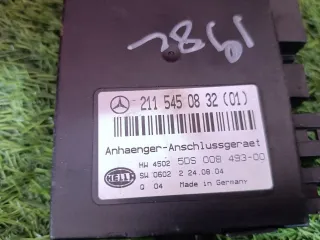 211 545 08 32 (01)
Anhaenger-Anschlussgeraet
HW 4502 5DS 008 493-00
SW 0602 2 24.08.04
Q 04 Made in Germany
HELLA